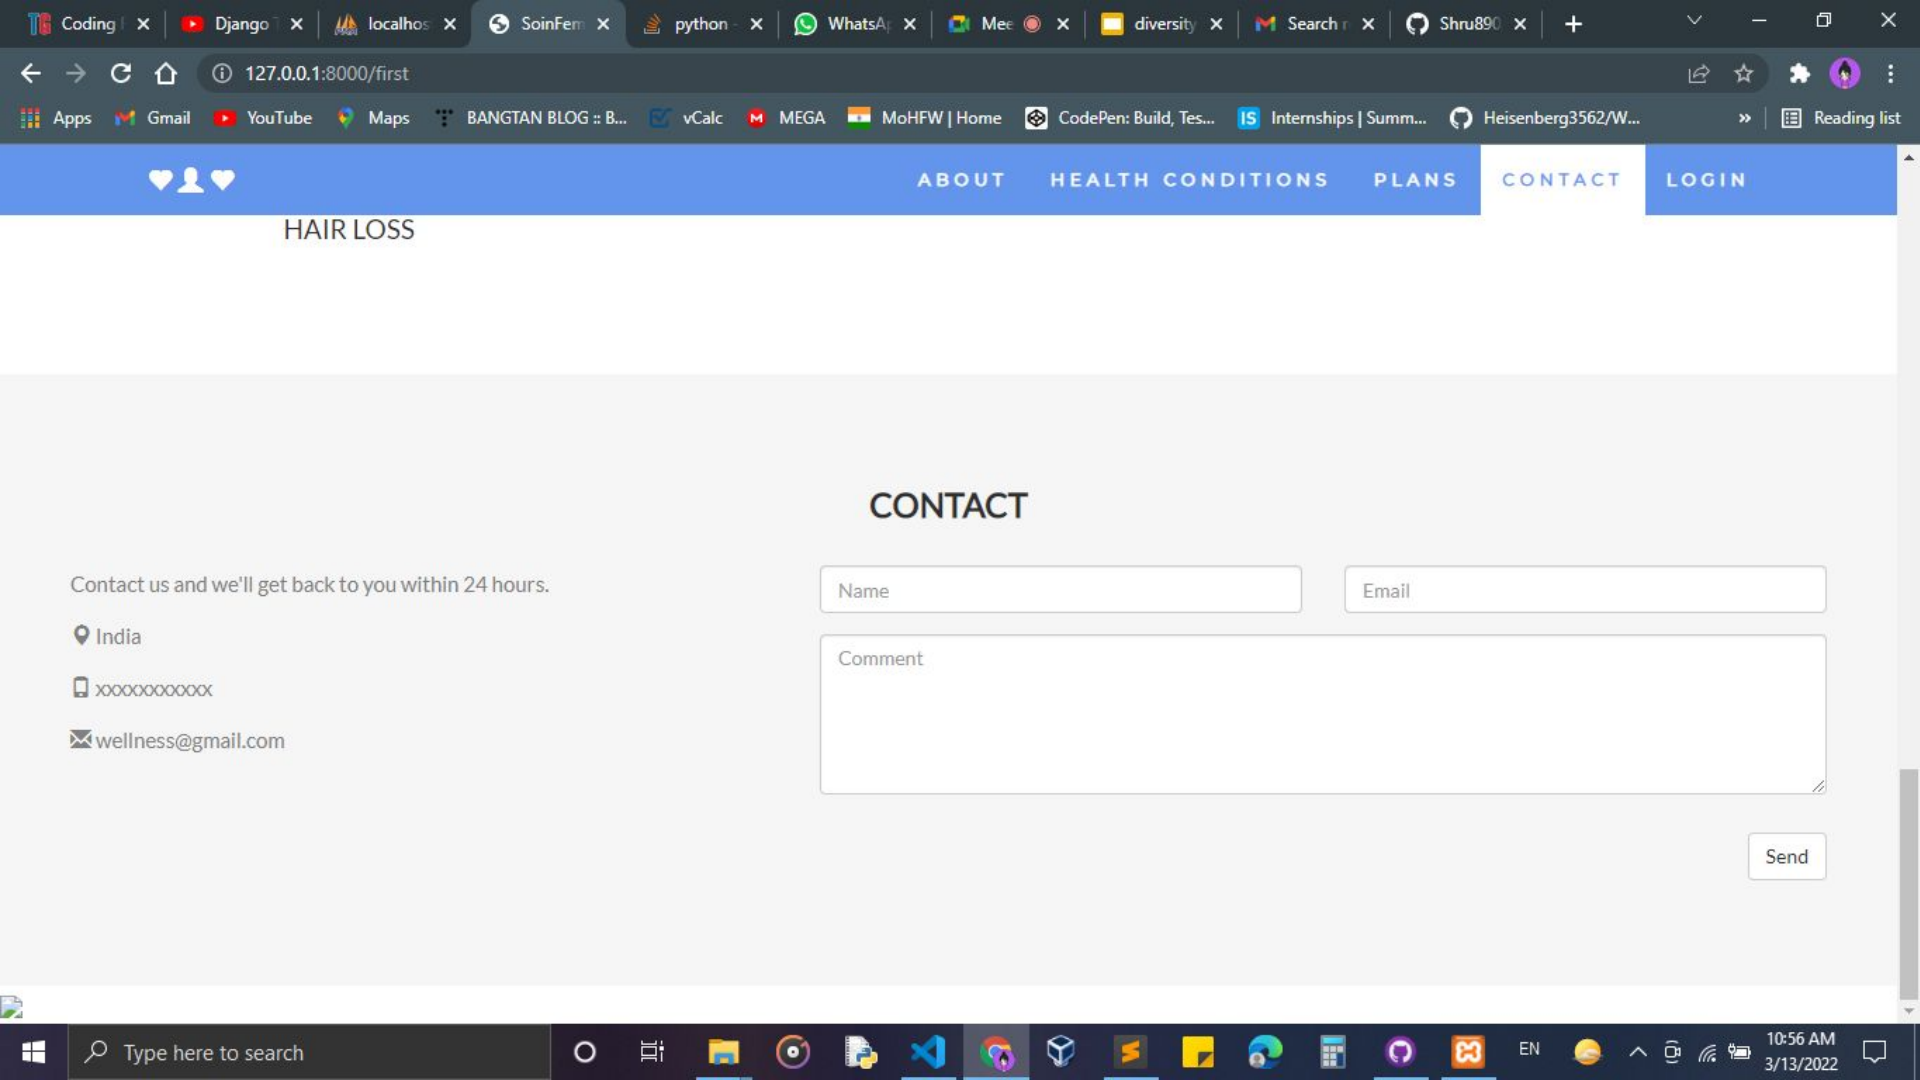 Coding
Django
localhos
SoinFem
python -
WhatsA
Mee
diversity
Search r
Shru890
127.0.0.1:8000/first
Apps
Gmail
YouTube
Maps
BANGTAN BLOG :: B...
vCalc
MEGA
MoHFW | Home
CodePen: Build, Tes...
IS Internships | Summ...
Heisenberg3562/W...
»
Reading list
ABOUT
HEALTH CONDITIONS
PLANS
CONTACT
LOGIN
HAIR LOSS
CONTACT
Contact us and we'll get back to you within 24 hours.
India
xxxxxxxxxxx
wellness@gmail.com
Name
Email
Comment
Send
Type here to search
EN
10:56 AM
3/13/2022